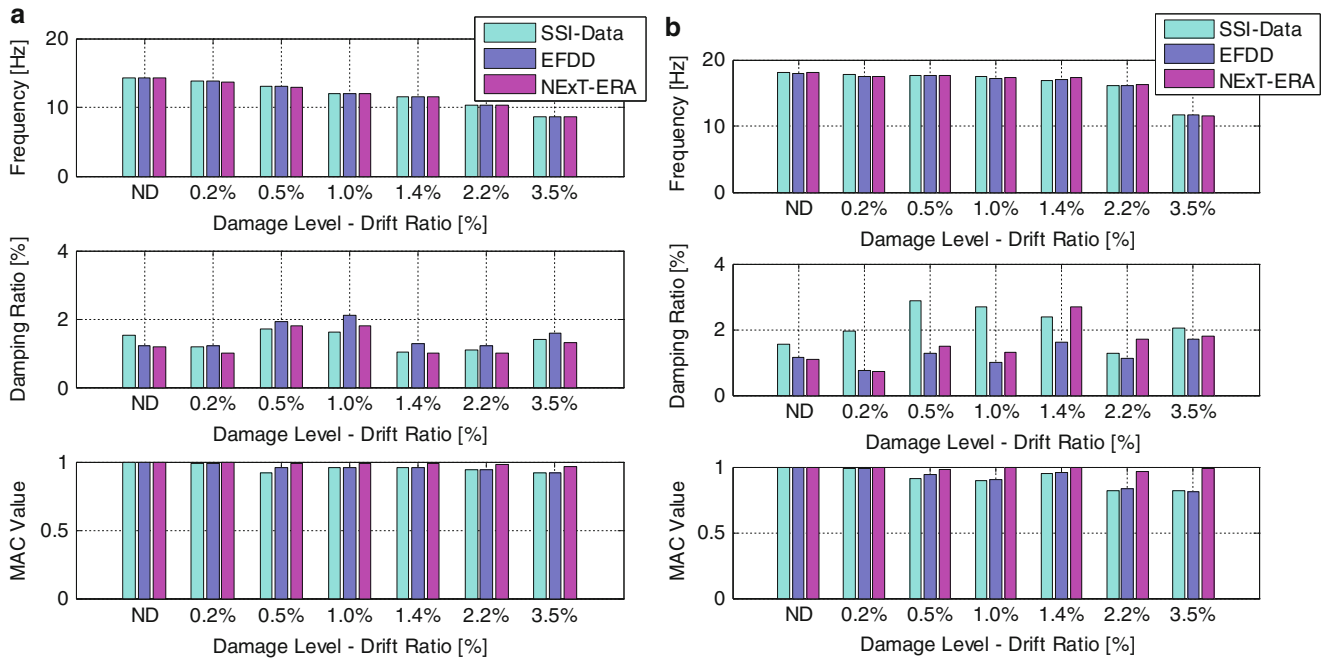 a
SSI-Data
EFDD
NExT-ERA
Frequency [Hz]
20
10
0
ND 0.2% 0.5% 1.0% 1.4% 2.2% 3.5%
Damage Level - Drift Ratio [%]
Damping Ratio [%]
4
2
0
ND 0.2% 0.5% 1.0% 1.4% 2.2% 3.5%
Damage Level - Drift Ratio [%]
MAC Value
1
0.5
0
ND 0.2% 0.5% 1.0% 1.4% 2.2% 3.5%
Damage Level - Drift Ratio [%]
b
SSI-Data
EFDD
NExT-ERA
Frequency [Hz]
20
10
0
ND 0.2% 0.5% 1.0% 1.4% 2.2% 3.5%
Damage Level - Drift Ratio [%]
Damping Ratio [%]
4
2
0
ND 0.2% 0.5% 1.0% 1.4% 2.2% 3.5%
Damage Level - Drift Ratio [%]
MAC Value
1
0.5
0
ND 0.2% 0.5% 1.0% 1.4% 2.2% 3.5%
Damage Level - Drift Ratio [%]